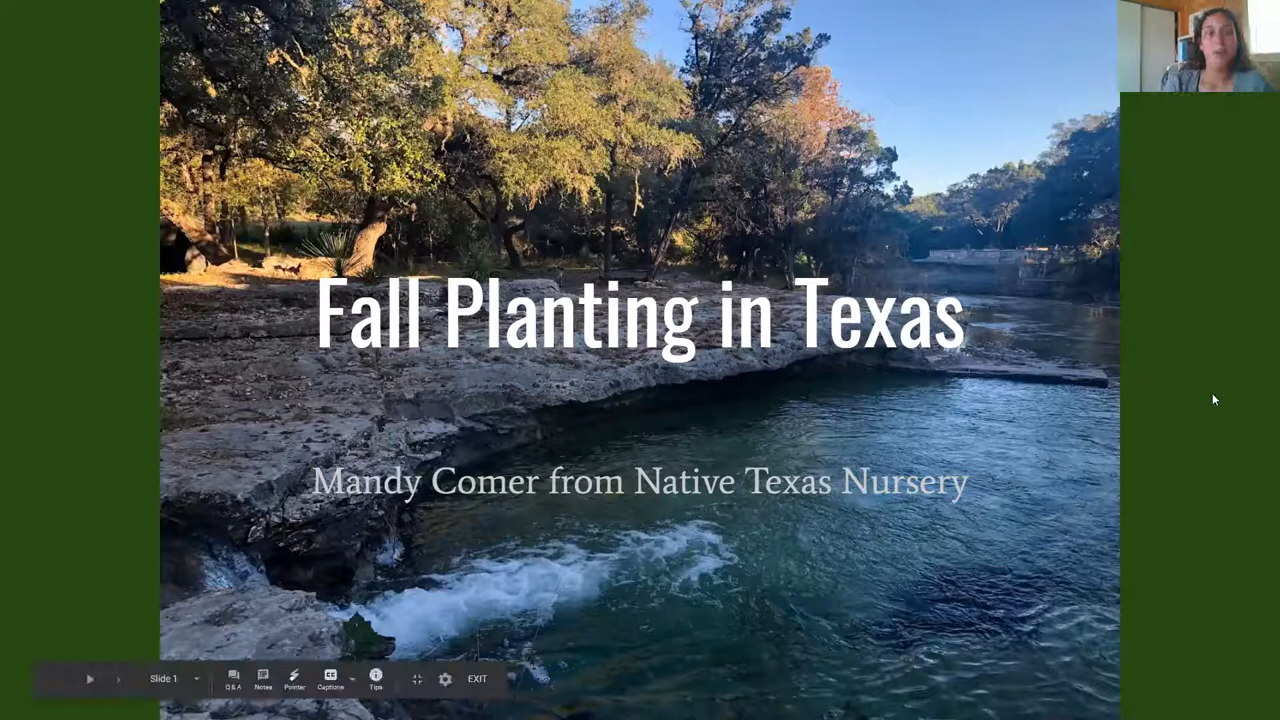 Fall Planting in Texas
Mandy Comer from Native Texas Nursery
Slide 1
Q&A
Notes
Pointer
Captions
Tips
EXIT